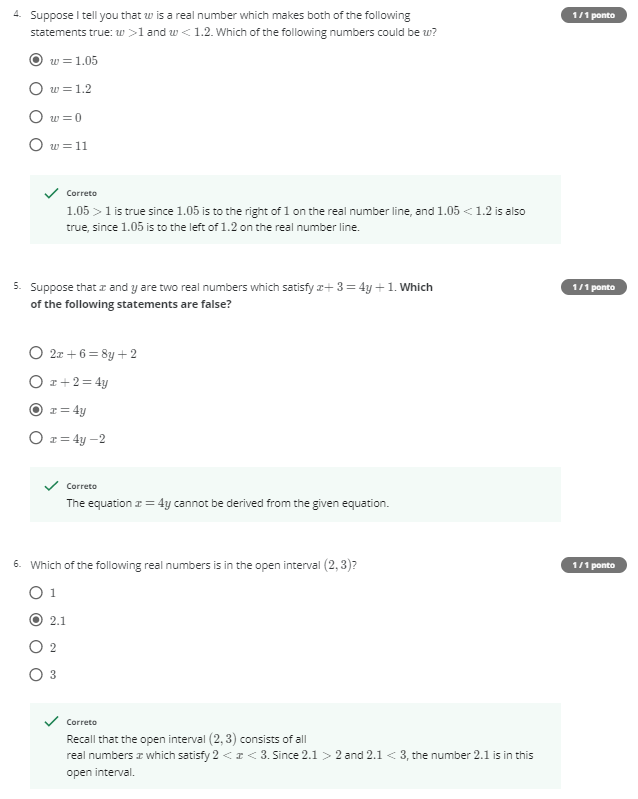 4. Suppose I tell you that w is a real number which makes both of the following 1 / 1 ponto
statements true: w >1 and w < 1.2. Which of the following numbers could be w?
w = 1.05
w = 1.2
w = 0
w = 11
Correto
1.05 > 1 is true since 1.05 is to the right of 1 on the real number line, and 1.05 < 1.2 is also
true, since 1.05 is to the left of 1.2 on the real number line.
5. Suppose that x and y are two real numbers which satisfy x+ 3 = 4y + 1. Which 1 / 1 ponto
of the following statements are false?
2x + 6 = 8y + 2
x + 2 = 4y
x = 4y
x = 4y −2
Correto
The equation x = 4y cannot be derived from the given equation.
6. Which of the following real numbers is in the open interval (2, 3)? 1 / 1 ponto
1
2.1
2
3
Correto
Recall that the open interval (2, 3) consists of all
real numbers x which satisfy 2 < x < 3. Since 2.1 > 2 and 2.1 < 3, the number 2.1 is in this
open interval.